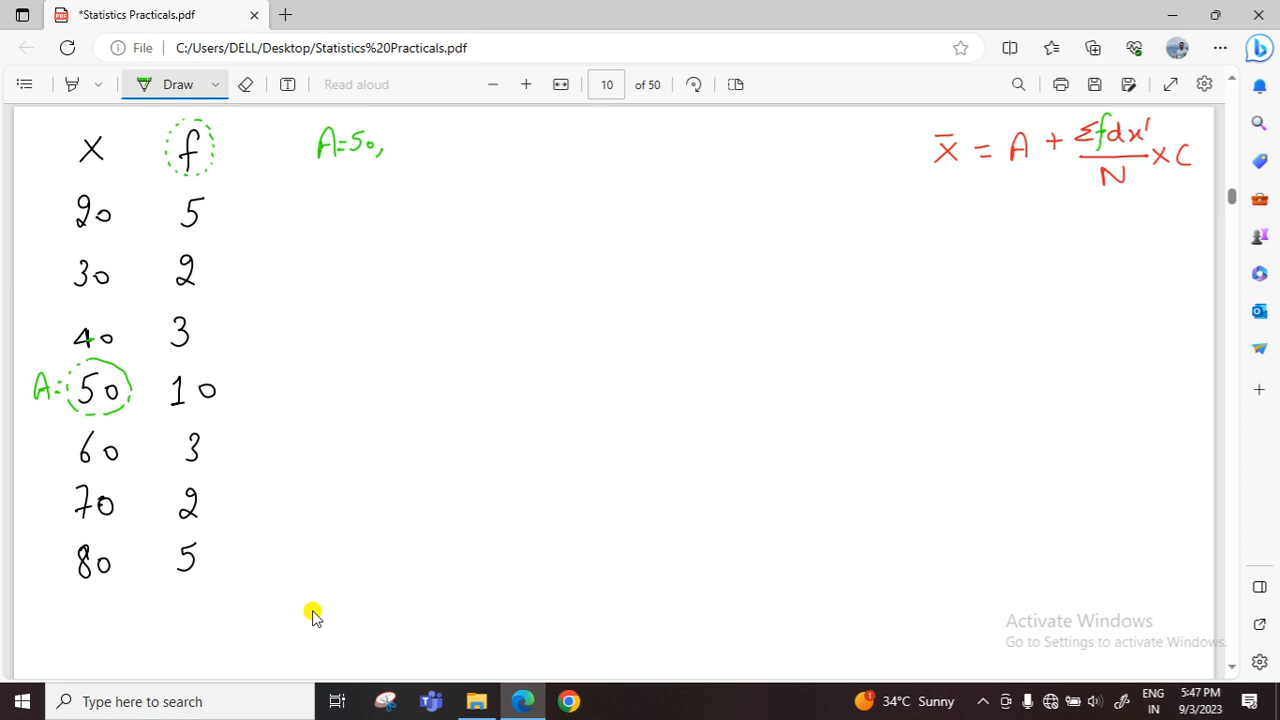 *Statistics Practicals.pdf
File C:/Users/DELL/Desktop/Statistics%20Practicals.pdf
Draw Read aloud 10 of 50
X f A=50, X̄ = A + Σfdx' / N × C
20 5
30 2
40 3
A= 50 10
60 3
70 2
80 5
Activate Windows
Go to Settings to activate Windows.
Type here to search 1 34°C Sunny ENG IN 5:47 PM 9/3/2023